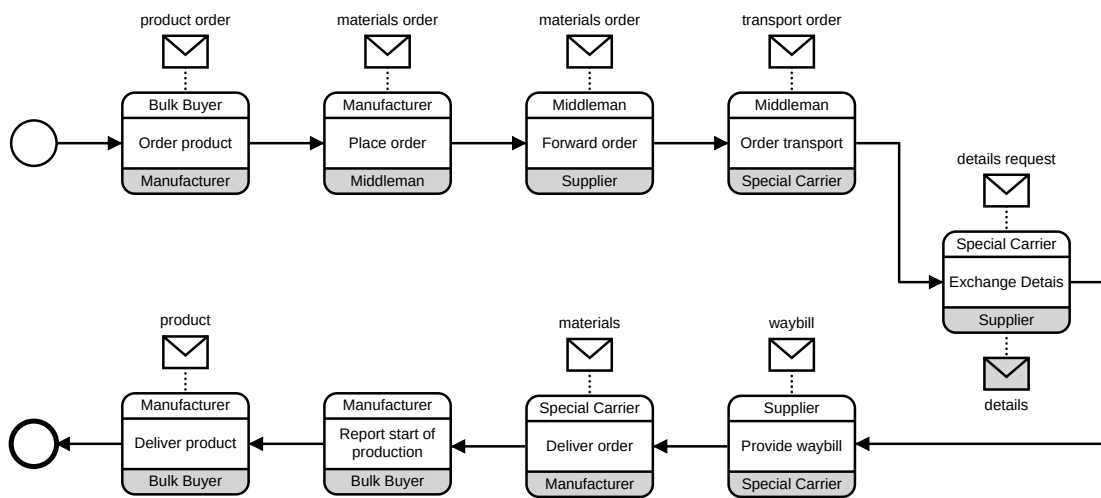 product order
materials order
materials order
transport order
Bulk Buyer
Order product
Manufacturer
Manufacturer
Place order
Middleman
Middleman
Forward order
Supplier
Middleman
Order transport
Special Carrier
details request
Special Carrier
Exchange Detais
Supplier
details
product
Manufacturer
Deliver product
Bulk Buyer
Manufacturer
Report start of
production
Bulk Buyer
materials
Special Carrier
Deliver order
Manufacturer
waybill
Supplier
Provide waybill
Special Carrier